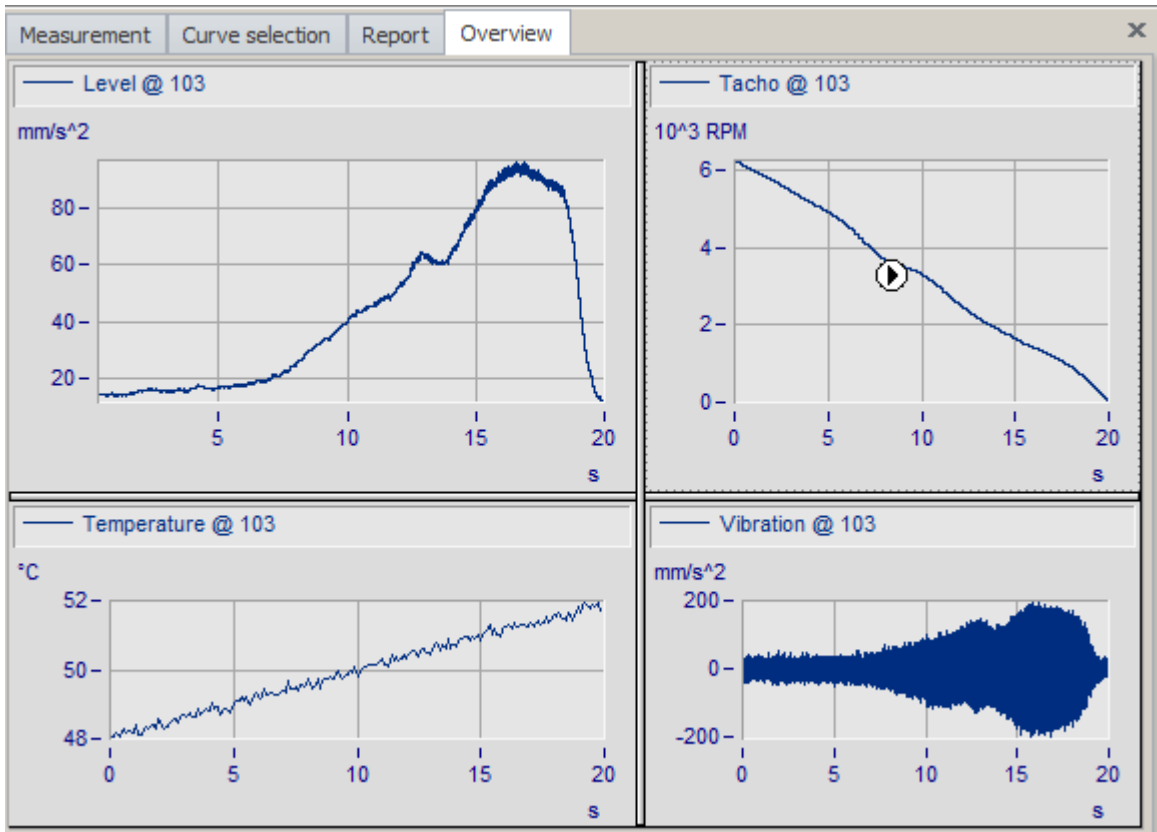 Measurement Curve selection Report Overview
Level @ 103
mm/s^2
80
60
40
20
5 10 15 20
s
Tacho @ 103
10^3 RPM
6
4
2
0
0 5 10 15 20
s
Temperature @ 103
°C
52
50
48
0 5 10 15 20
s
Vibration @ 103
mm/s^2
200
0
-200
0 5 10 15 20
s